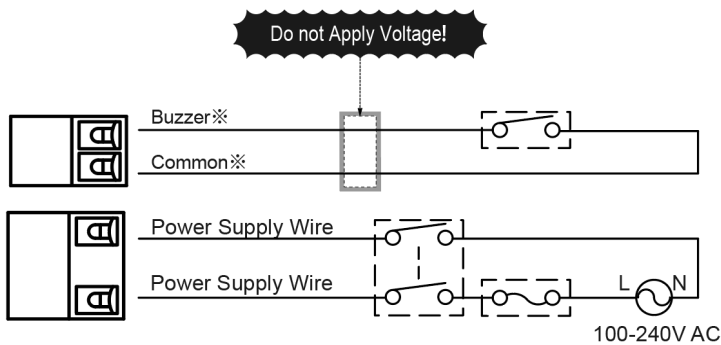 Do not Apply Voltage!
Buzzer※
Common※
Power Supply Wire
Power Supply Wire
L N
100-240V AC